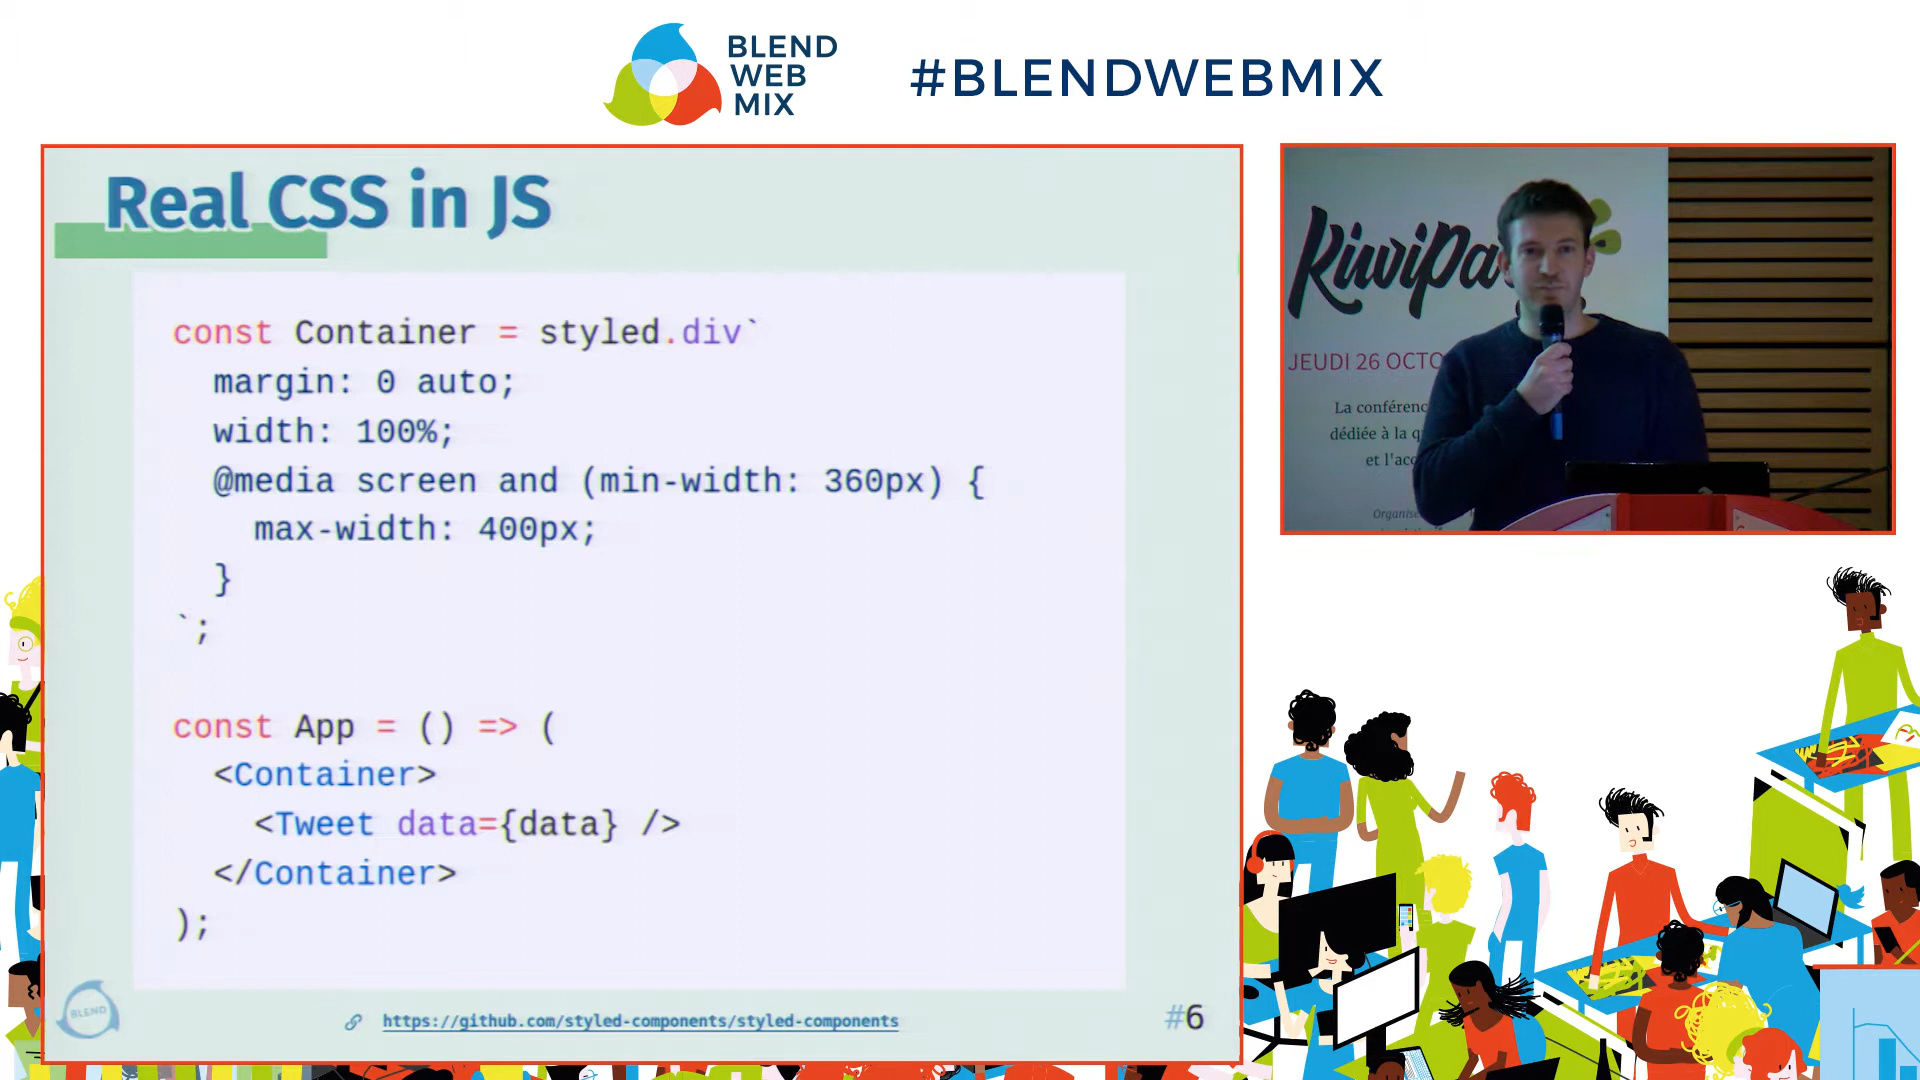 BLEND
WEB
MIX
#BLENDWEBMIX
Real CSS in JS
const Container = styled.div`
margin: 0 auto;
width: 100%;
@media screen and (min-width: 360px) {
max-width: 400px;
}
`;
const App = () => (
<Container>
<Tweet data={data} />
</Container>
);
BLEND
https://github.com/styled-components/styled-components
#6
KiwiPa
JEUDI 26 OCTO
La conférenc
dédiée à la q
et l'acc
Organise